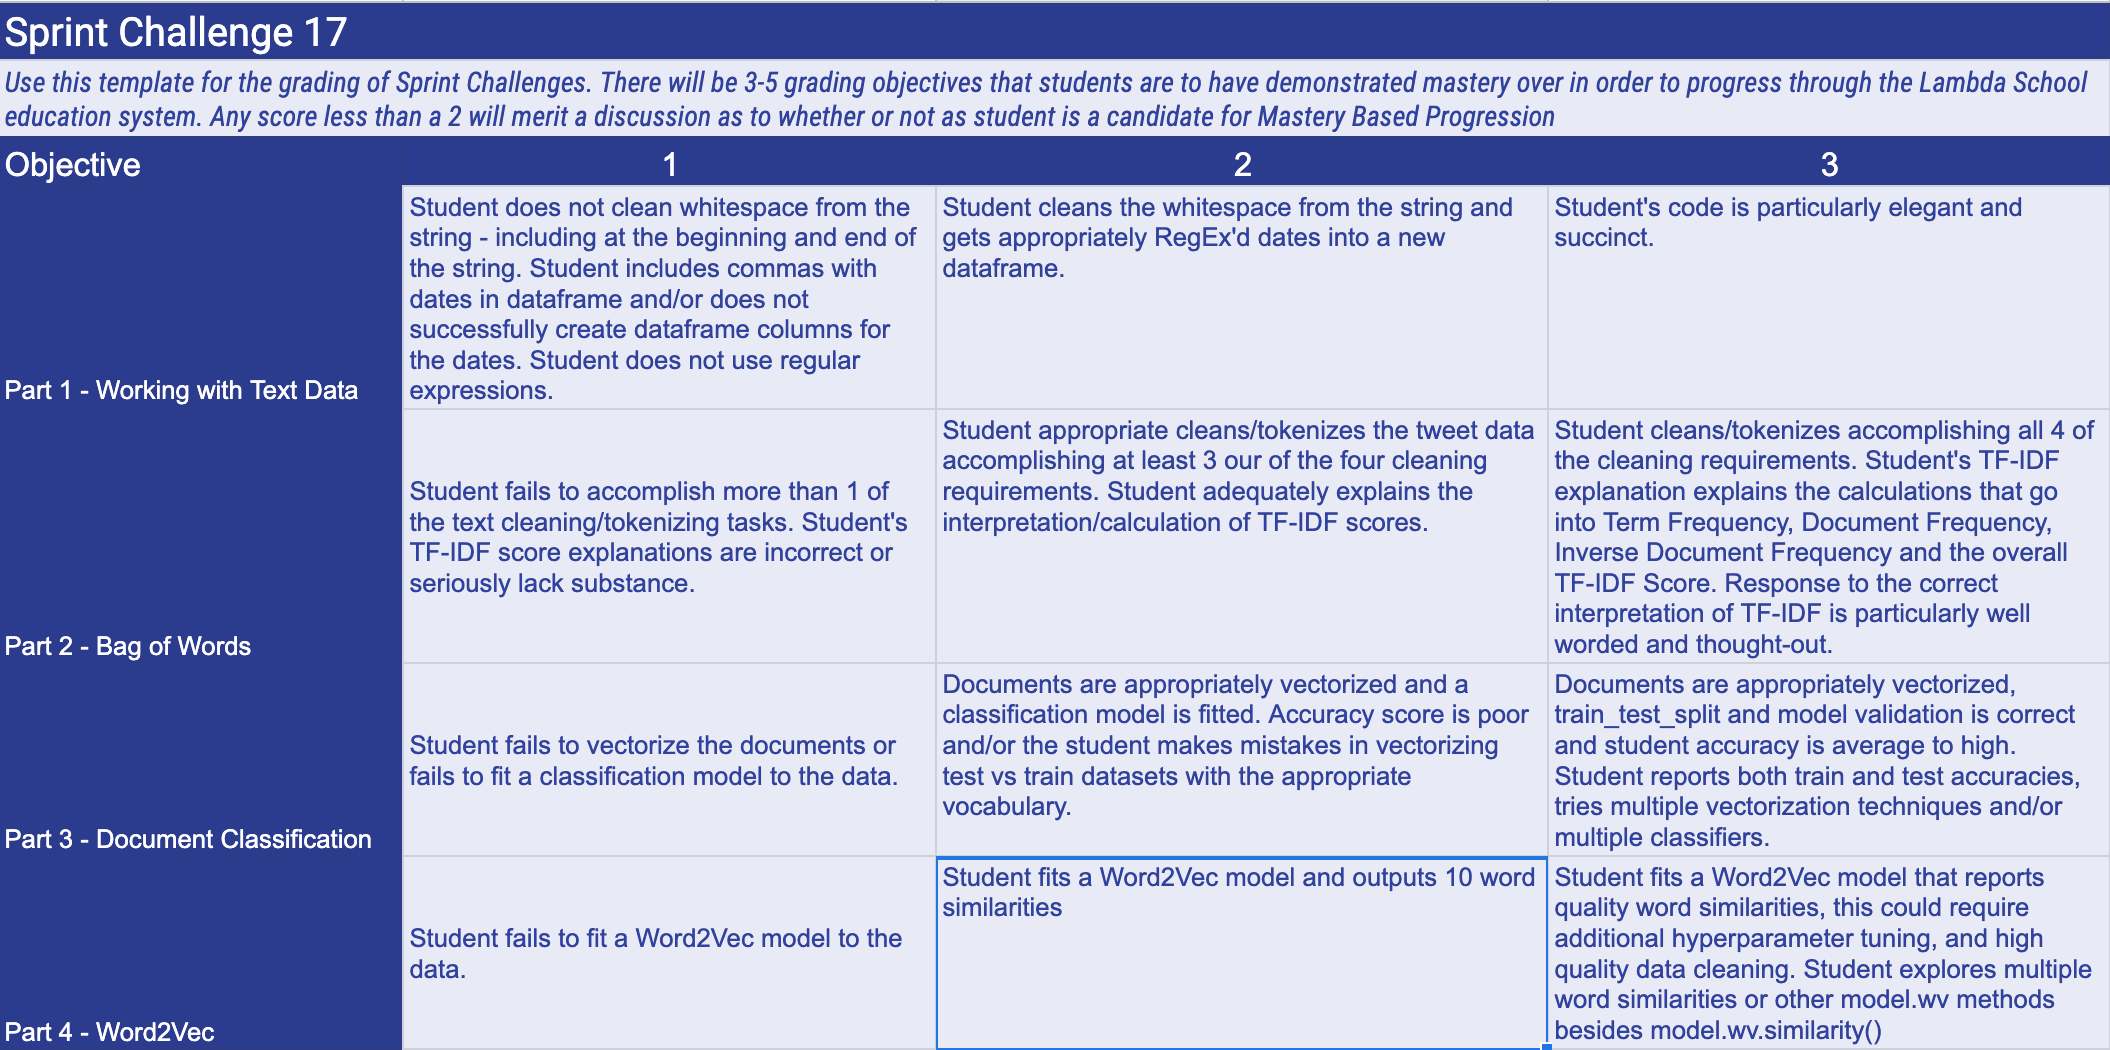 Sprint Challenge 17
Use this template for the grading of Sprint Challenges. There will be 3-5 grading objectives that students are to have demonstrated mastery over in order to progress through the Lambda School
education system. Any score less than a 2 will merit a discussion as to whether or not as student is a candidate for Mastery Based Progression
Objective
1
2
3
Part 1 - Working with Text Data
Student does not clean whitespace from the
string - including at the beginning and end of
the string. Student includes commas with
dates in dataframe and/or does not
successfully create dataframe columns for
the dates. Student does not use regular
expressions.
Student cleans the whitespace from the string and
gets appropriately RegEx'd dates into a new
dataframe.
Student's code is particularly elegant and
succinct.
Part 2 - Bag of Words
Student fails to accomplish more than 1 of
the text cleaning/tokenizing tasks. Student's
TF-IDF score explanations are incorrect or
seriously lack substance.
Student appropriate cleans/tokenizes the tweet data
accomplishing at least 3 our of the four cleaning
requirements. Student adequately explains the
interpretation/calculation of TF-IDF scores.
Student cleans/tokenizes accomplishing all 4 of
the cleaning requirements. Student's TF-IDF
explanation explains the calculations that go
into Term Frequency, Document Frequency,
Inverse Document Frequency and the overall
TF-IDF Score. Response to the correct
interpretation of TF-IDF is particularly well
worded and thought-out.
Part 3 - Document Classification
Student fails to vectorize the documents or
fails to fit a classification model to the data.
Documents are appropriately vectorized and a
classification model is fitted. Accuracy score is poor
and/or the student makes mistakes in vectorizing
test vs train datasets with the appropriate
vocabulary.
Documents are appropriately vectorized,
train_test_split and model validation is correct
and student accuracy is average to high.
Student reports both train and test accuracies,
tries multiple vectorization techniques and/or
multiple classifiers.
Part 4 - Word2Vec
Student fails to fit a Word2Vec model to the
data.
Student fits a Word2Vec model and outputs 10 word
similarities
Student fits a Word2Vec model that reports
quality word similarities, this could require
additional hyperparameter tuning, and high
quality data cleaning. Student explores multiple
word similarities or other model.wv methods
besides model.wv.similarity()